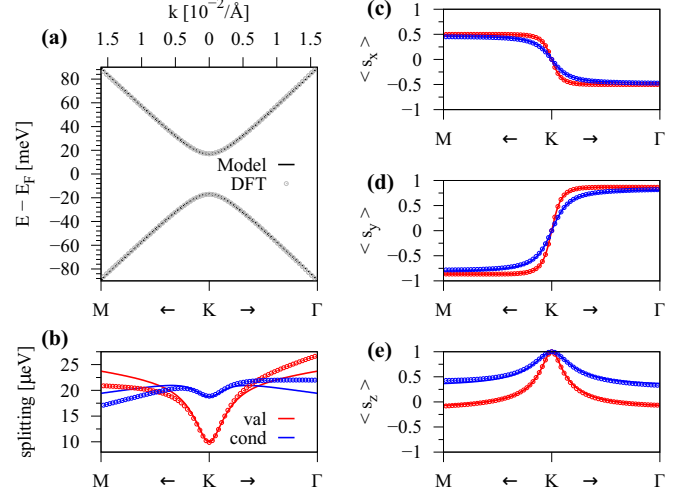 k [10⁻²/Å]
1.5 1 0.5 0 0.5 1 1.5
(a)
E − E_F [meV]
80
60
40
20
0
−20
−40
−60
−80
Model
DFT
M ← K → Γ
(b)
splitting [μeV]
25
20
15
10
val
cond
M ← K → Γ
(c)
< s_x >
1
0.5
0
−0.5
−1
M ← K → Γ
(d)
< s_y >
1
0.5
0
−0.5
−1
M ← K → Γ
(e)
< s_z >
1
0.5
0
−0.5
−1
M ← K → Γ